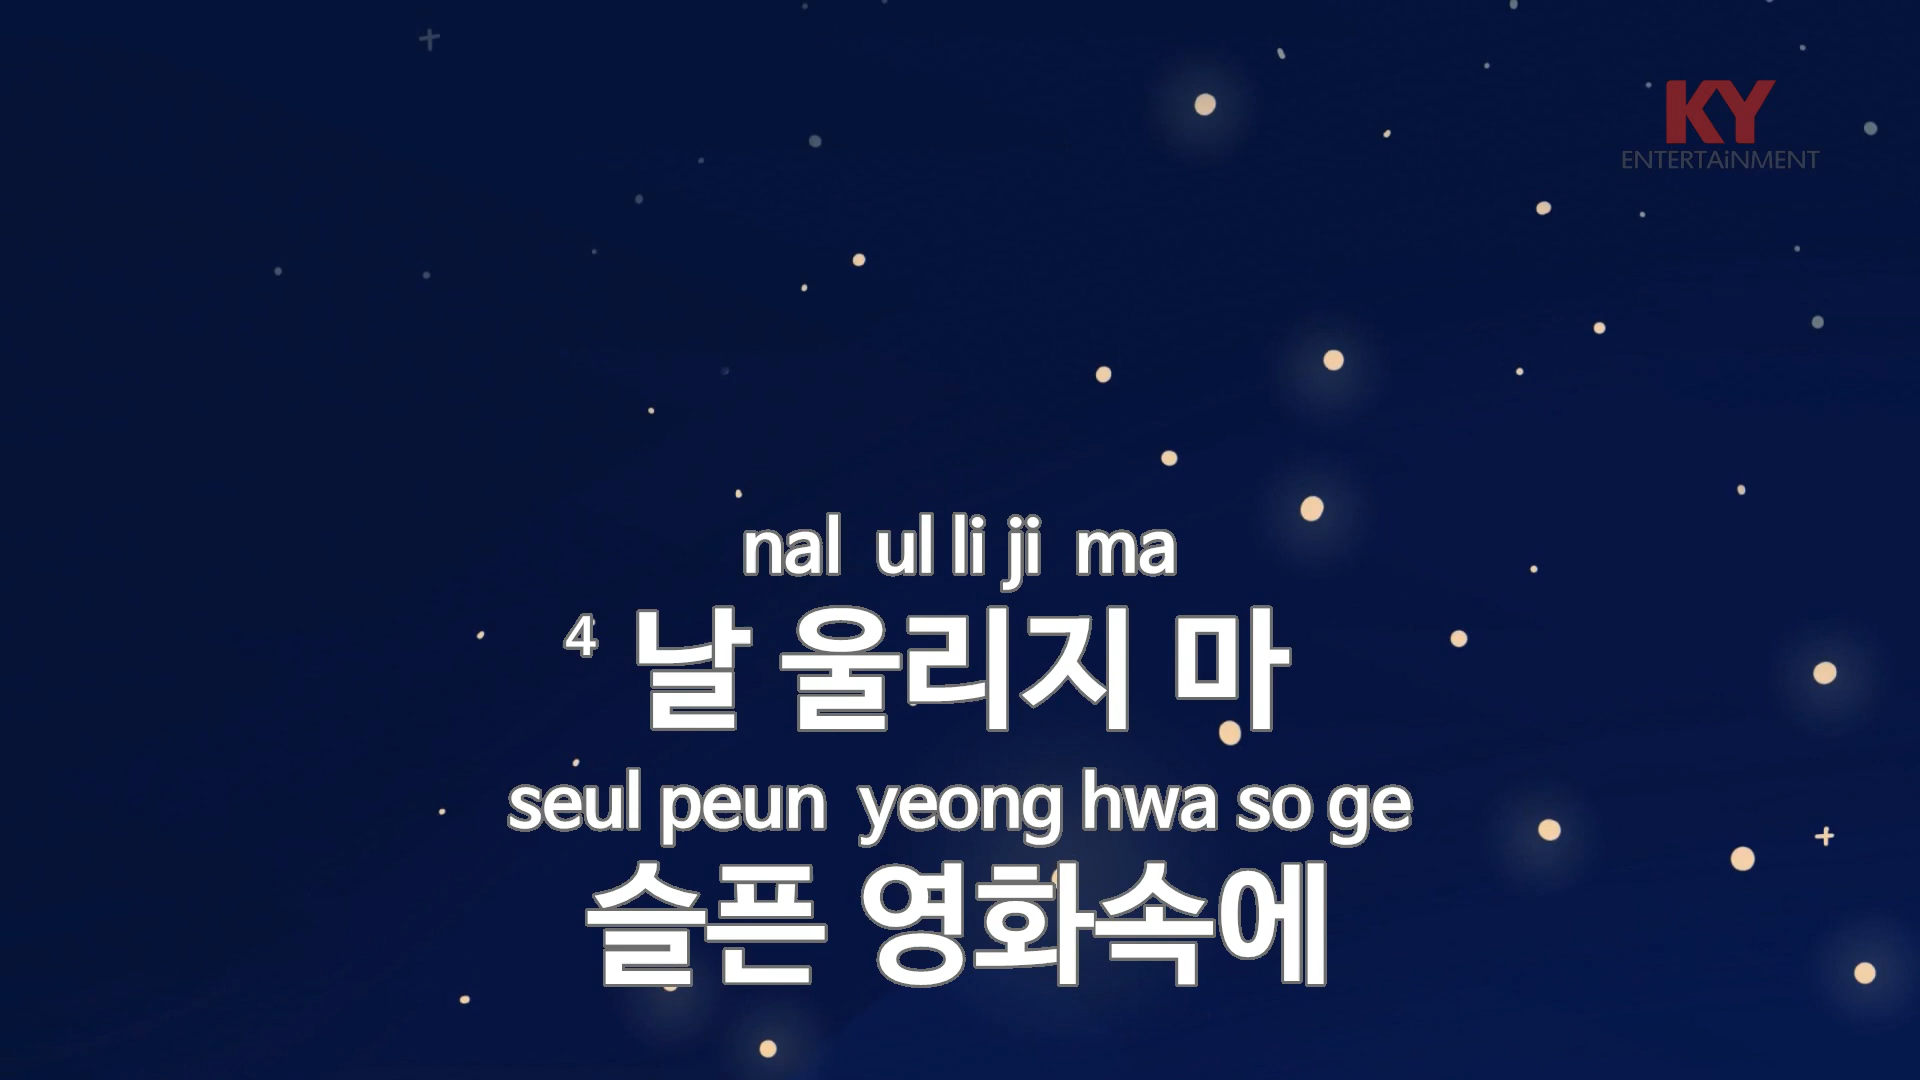 KY
ENTERTAiNMENT
nal ul li ji ma
4 날 울리지 마
seul peun yeong hwa so ge
슬픈 영화속에